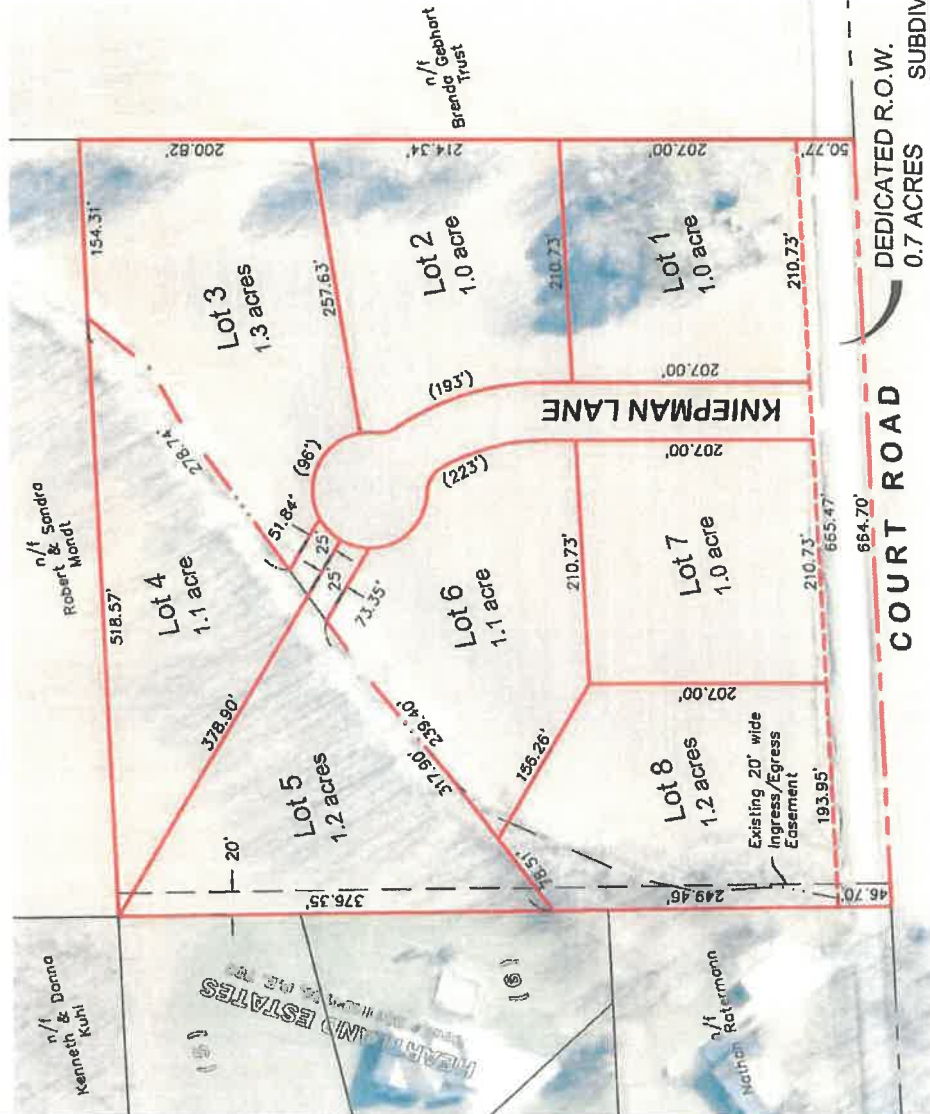 n/f
Robert & Sandra
Mondt
518.57'
154.31'
200.82'
n/f
Brenda Gebhart
Trust
Lot 4
1.1 acre
278.74'
Lot 3
1.3 acres
257.63'
214.34'
Lot 2
1.0 acre
(96')
51.84'
25'
25'
73.35'
(193')
(223')
378.90'
Lot 5
1.2 acres
317.90'
239.40'
Lot 6
1.1 acre
210.73'
210.73'
207.00'
Lot 1
1.0 acre
207.00'
KNIEPMAN LANE
207.00'
Lot 7
1.0 acre
207.00'
156.26'
78.51'
Lot 8
1.2 acres
Existing 20' wide
Ingress/Egress
Easement
20'
376.35'
249.46'
46.70'
193.95'
210.73'
665.47'
210.73'
50.77'
664.70'
COURT ROAD
DEDICATED R.O.W.
0.7 ACRES
SUBDIV
n/f
Kenneth & Donna
Kuhl
(5)
ESTATES
(6)
n/f
Nathan Ratermann